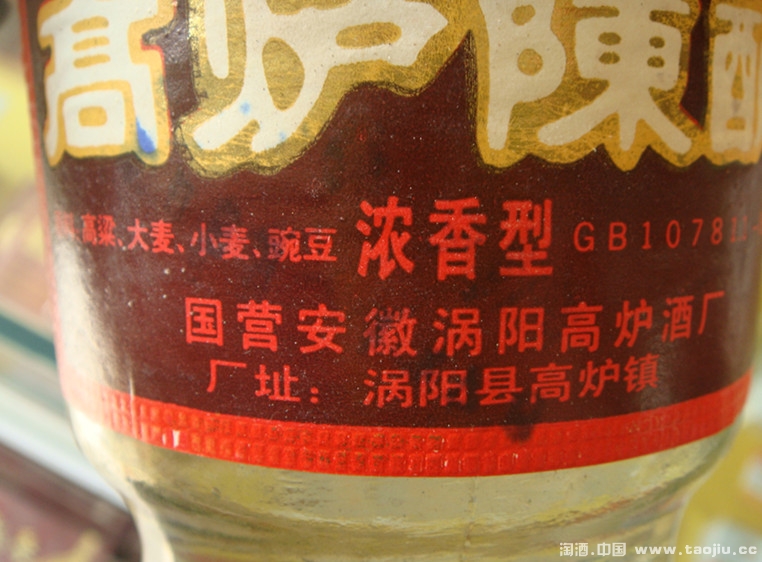 高炉陳酿
高粱、大麦、小麦、豌豆 浓香型 GB10781
国营安徽涡阳高炉酒厂
厂址：涡阳县高炉镇
淘酒.中国 www.taojiu.cc